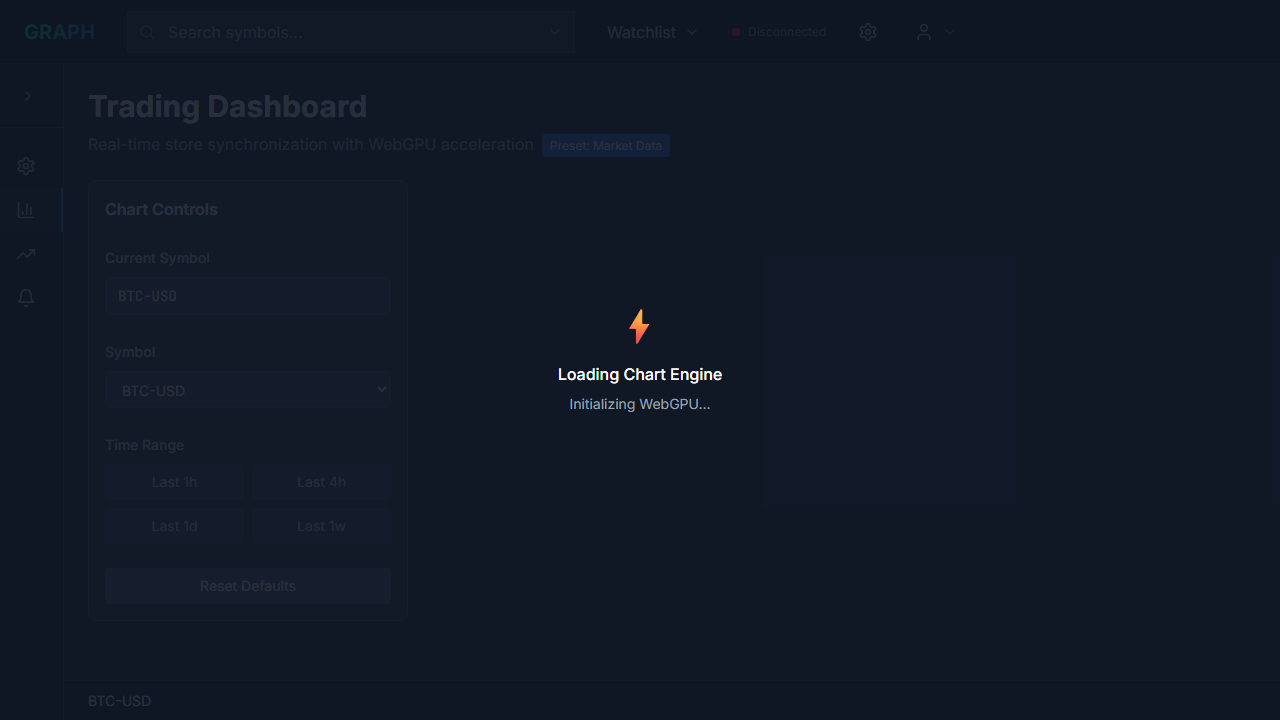 GRAPH
Search symbols...
Watchlist
Disconnected
Trading Dashboard
Real-time store synchronization with WebGPU acceleration
Preset: Market Data
Chart Controls
Current Symbol
BTC-USD
Symbol
BTC-USD
Time Range
Last 1h
Last 4h
Last 1d
Last 1w
Reset Defaults
Loading Chart Engine
Initializing WebGPU...
BTC-USD